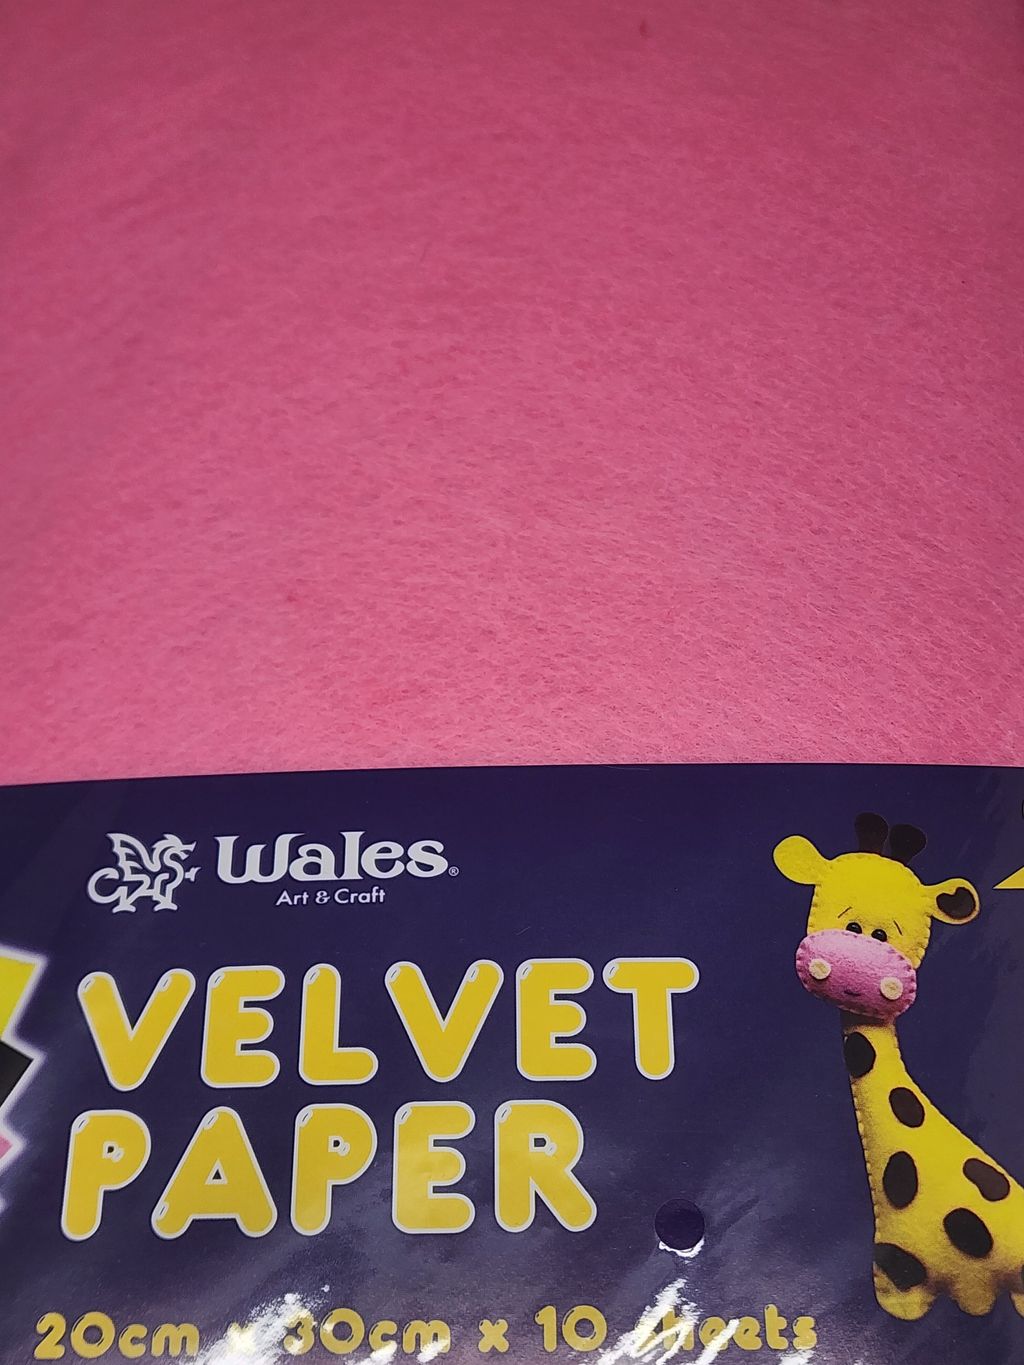 Wales®
Art & Craft
VELVET
PAPER
20cm x 30cm x 10 sheets